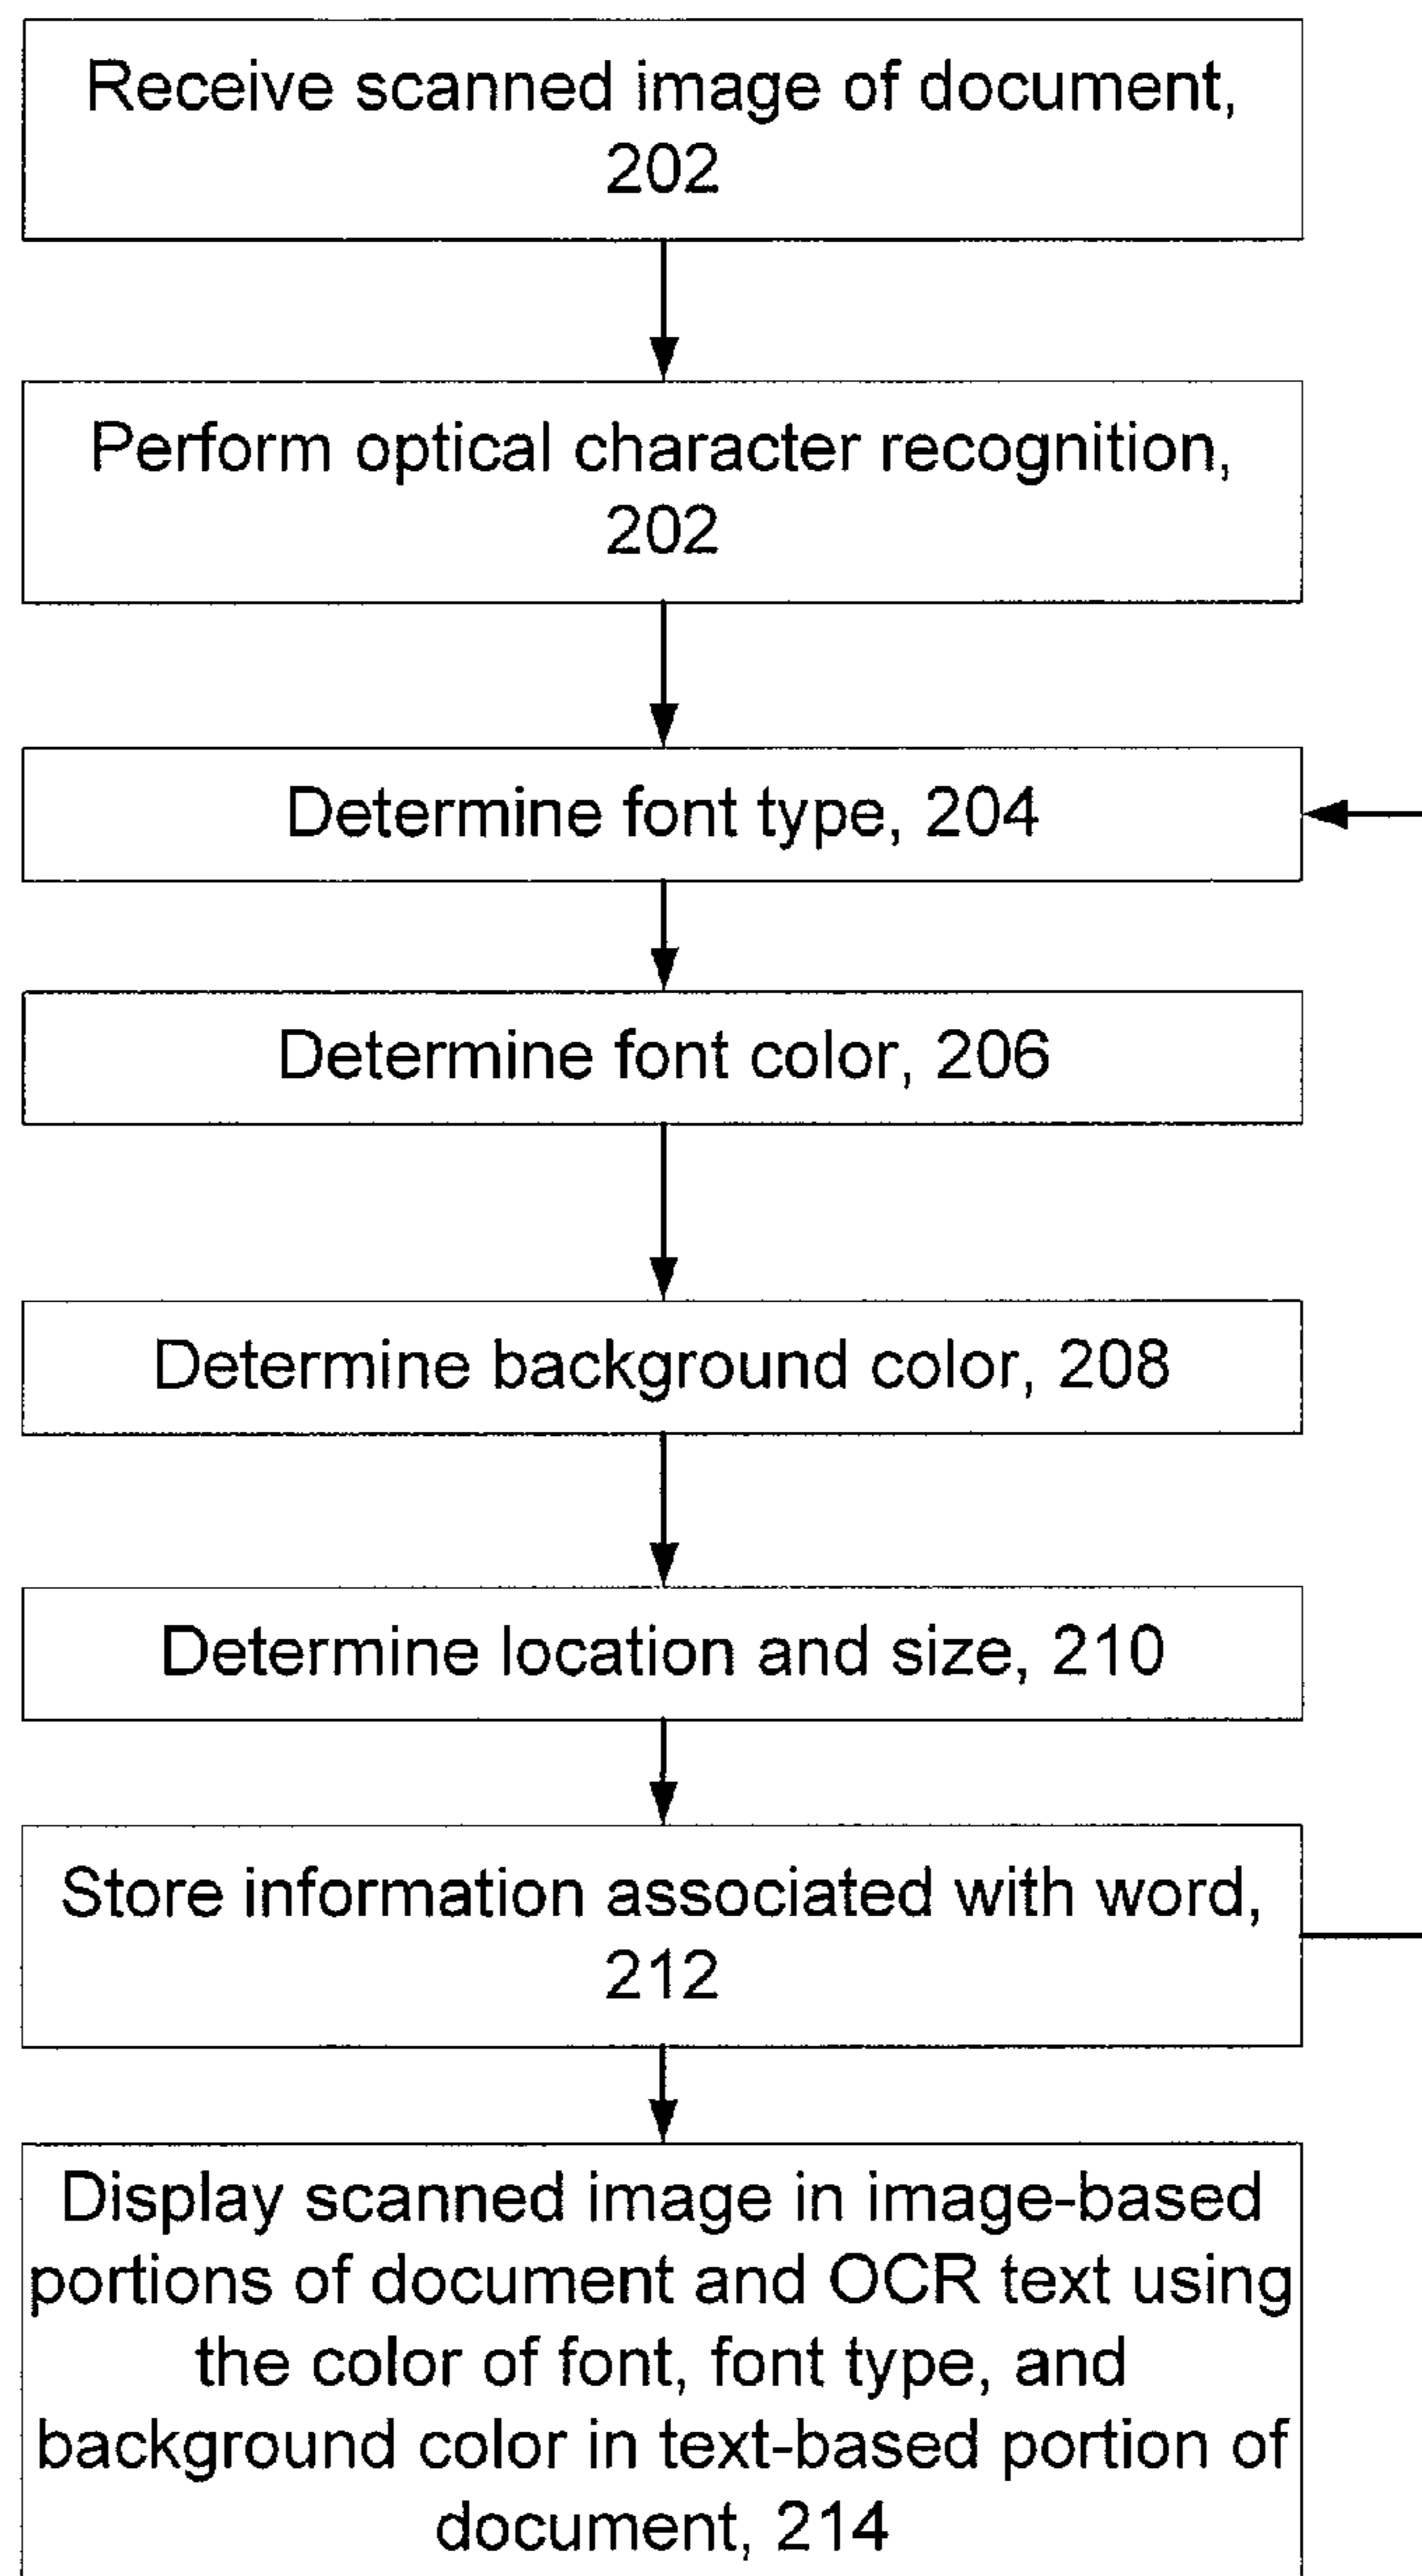 Receive scanned image of document,
202
Perform optical character recognition,
202
Determine font type, 204
Determine font color, 206
Determine background color, 208
Determine location and size, 210
Store information associated with word,
212
Display scanned image in image-based
portions of document and OCR text using
the color of font, font type, and
background color in text-based portion of
document, 214